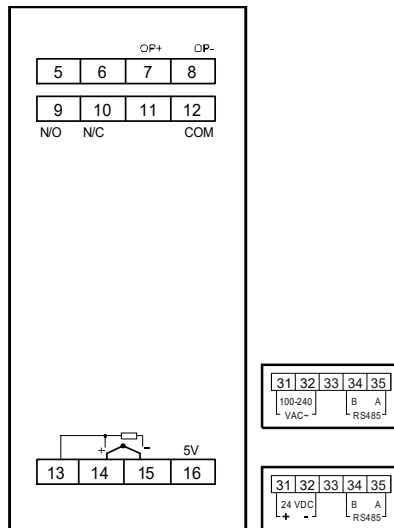 OP+ OP-
5 6 7 8
9 10 11 12
N/O N/C COM
+ - 5V
13 14 15 16
31 32 33 34 35
100-240 B A
VAC~ RS485
31 32 33 34 35
24 VDC B A
+ - RS485